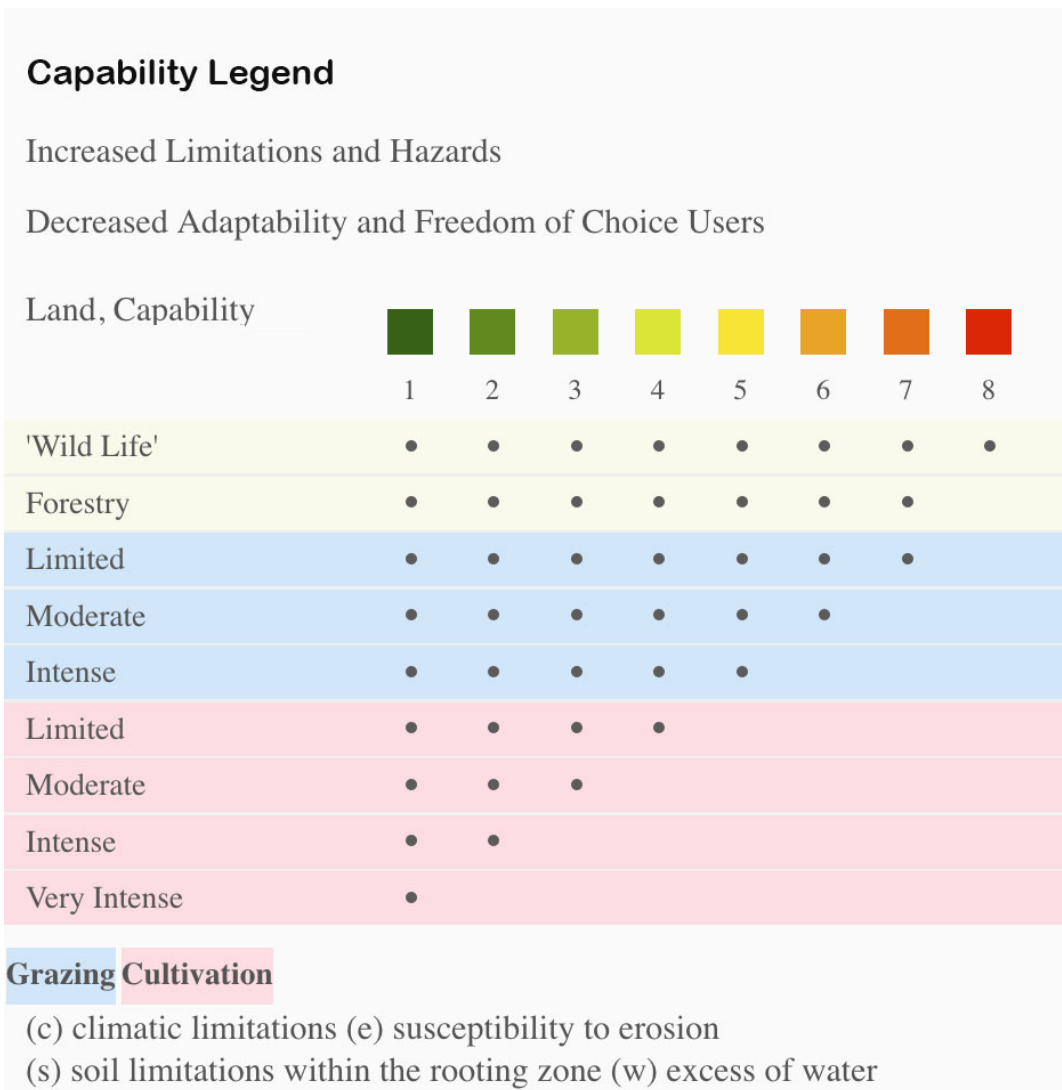 Capability Legend
Increased Limitations and Hazards
Decreased Adaptability and Freedom of Choice Users
Land, Capability
1 2 3 4 5 6 7 8
'Wild Life' • • • • • • • •
Forestry • • • • • • •
Limited • • • • • • •
Moderate • • • • • •
Intense • • • • •
Limited • • • •
Moderate • • •
Intense • •
Very Intense •
Grazing Cultivation
(c) climatic limitations (e) susceptibility to erosion
(s) soil limitations within the rooting zone (w) excess of water